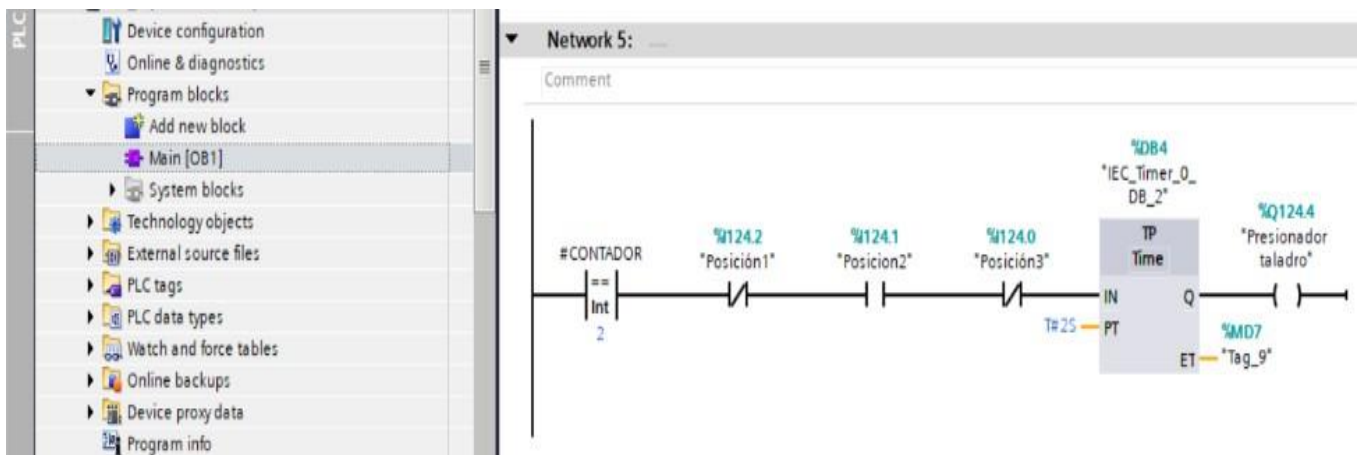 PLC
Device configuration
Online & diagnostics
Program blocks
Add new block
Main [OB1]
System blocks
Technology objects
External source files
PLC tags
PLC data types
Watch and force tables
Online backups
Device proxy data
Program info
Network 5: ....
Comment
#CONTADOR
==
Int
2
%I124.2
"Posición1"
%I124.1
"Posicion2"
%I124.0
"Posición3"
%DB4
"IEC_Timer_0_
DB_2"
TP
Time
IN Q
T#2S PT
ET
%MD7
"Tag_9"
%Q124.4
"Presionador
taladro"